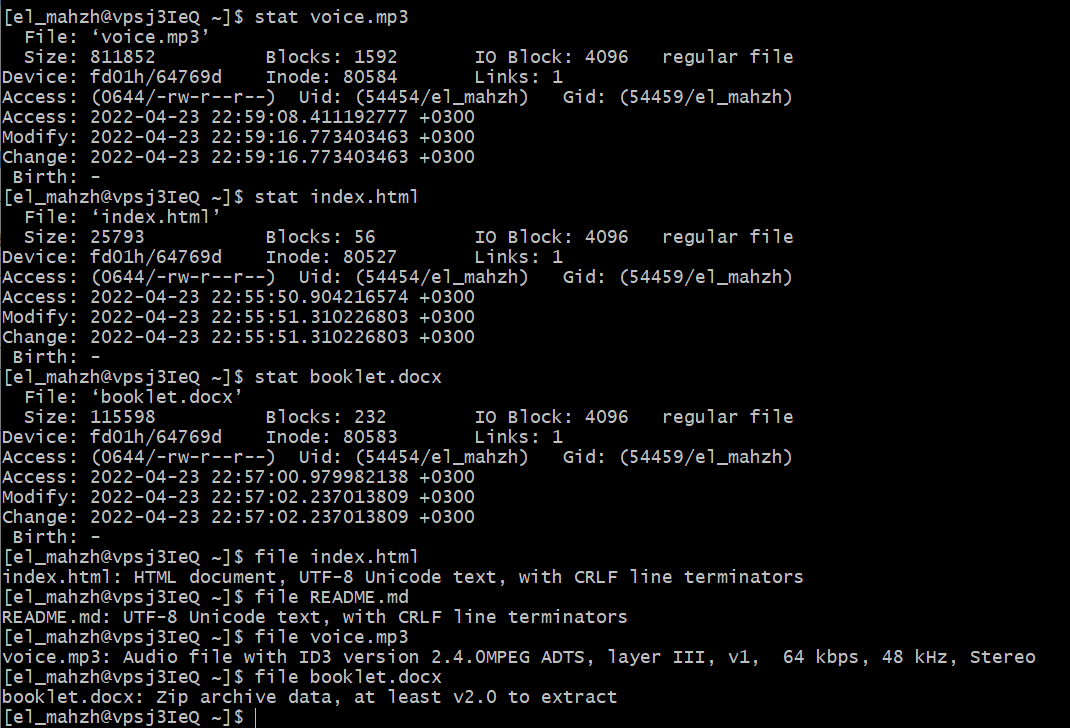 [el_mahzh@vpsj3IeQ ~]$ stat voice.mp3
  File: ‘voice.mp3’
  Size: 811852          Blocks: 1592       IO Block: 4096   regular file
Device: fd01h/64769d    Inode: 80584       Links: 1
Access: (0644/-rw-r--r--)  Uid: (54454/el_mahzh)   Gid: (54459/el_mahzh)
Access: 2022-04-23 22:59:08.411192777 +0300
Modify: 2022-04-23 22:59:16.773403463 +0300
Change: 2022-04-23 22:59:16.773403463 +0300
 Birth: -
[el_mahzh@vpsj3IeQ ~]$ stat index.html
  File: ‘index.html’
  Size: 25793           Blocks: 56         IO Block: 4096   regular file
Device: fd01h/64769d    Inode: 80527       Links: 1
Access: (0644/-rw-r--r--)  Uid: (54454/el_mahzh)   Gid: (54459/el_mahzh)
Access: 2022-04-23 22:55:50.904216574 +0300
Modify: 2022-04-23 22:55:51.310226803 +0300
Change: 2022-04-23 22:55:51.310226803 +0300
 Birth: -
[el_mahzh@vpsj3IeQ ~]$ stat booklet.docx
  File: ‘booklet.docx’
  Size: 115598          Blocks: 232        IO Block: 4096   regular file
Device: fd01h/64769d    Inode: 80583       Links: 1
Access: (0644/-rw-r--r--)  Uid: (54454/el_mahzh)   Gid: (54459/el_mahzh)
Access: 2022-04-23 22:57:00.979982138 +0300
Modify: 2022-04-23 22:57:02.237013809 +0300
Change: 2022-04-23 22:57:02.237013809 +0300
 Birth: -
[el_mahzh@vpsj3IeQ ~]$ file index.html
index.html: HTML document, UTF-8 Unicode text, with CRLF line terminators
[el_mahzh@vpsj3IeQ ~]$ file README.md
README.md: UTF-8 Unicode text, with CRLF line terminators
[el_mahzh@vpsj3IeQ ~]$ file voice.mp3
voice.mp3: Audio file with ID3 version 2.4.0MPEG ADTS, layer III, v1,  64 kbps, 48 kHz, Stereo
[el_mahzh@vpsj3IeQ ~]$ file booklet.docx
booklet.docx: Zip archive data, at least v2.0 to extract
[el_mahzh@vpsj3IeQ ~]$